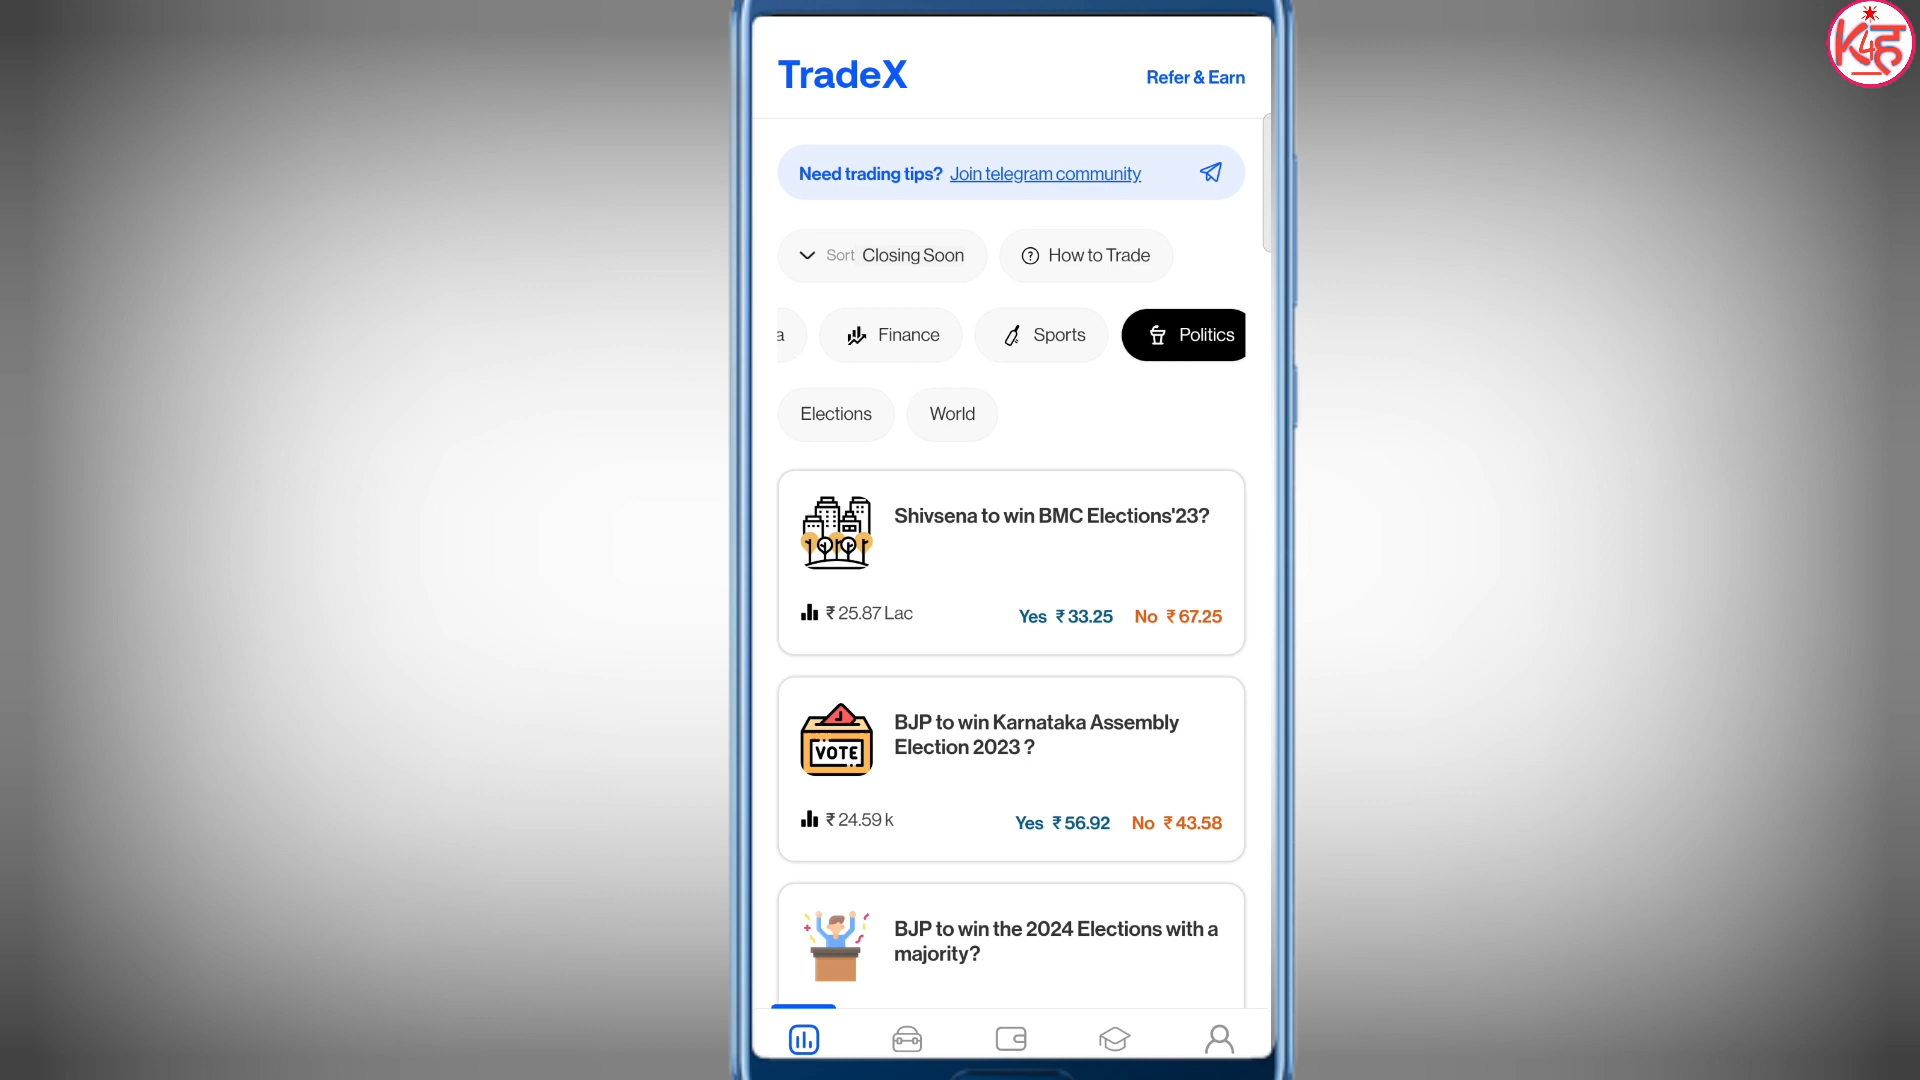 K4ह
TradeX
Refer & Earn
Need trading tips? Join telegram community
Sort Closing Soon
How to Trade
a
Finance
Sports
Politics
Elections
World
Shivsena to win BMC Elections'23?
₹ 25.87 Lac
Yes ₹ 33.25 No ₹ 67.25
VOTE
BJP to win Karnataka Assembly
Election 2023 ?
₹ 24.59 k
Yes ₹ 56.92 No ₹ 43.58
BJP to win the 2024 Elections with a
majority?